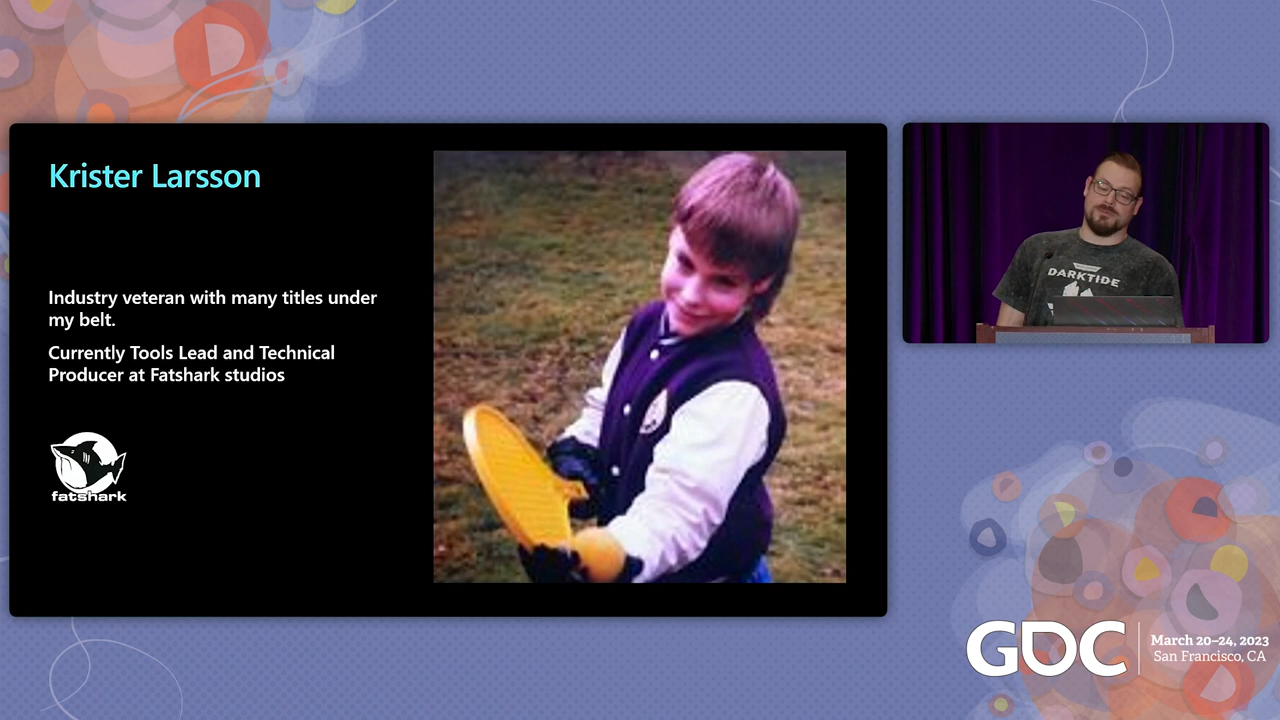 Krister Larsson
Industry veteran with many titles under
my belt.
Currently Tools Lead and Technical
Producer at Fatshark studios
fatshark
DARKTIDE
GDC
March 20–24, 2023
San Francisco, CA